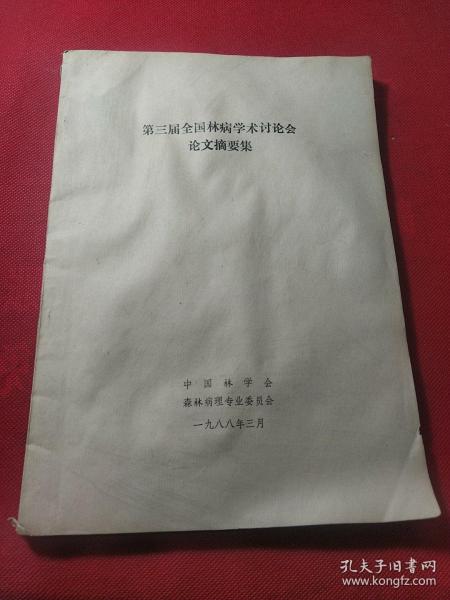 第三届全国林病学术讨论会
论文摘要集
中国林学会
森林病理专业委员会
一九八八年三月
孔夫子旧书网
www.kongfz.com